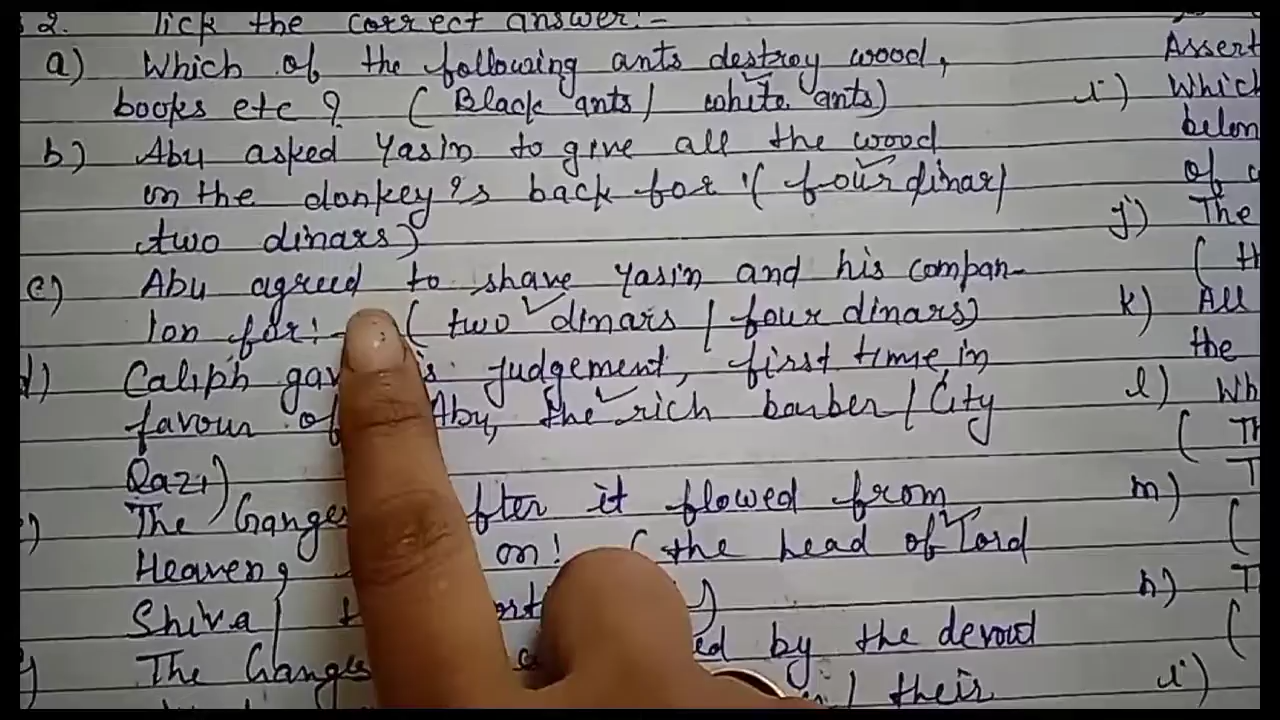 2. Tick the correct answer:-
a) Which of the following ants destroy wood,
books etc? (Black ants/ white ants)
b) Abu asked Yasin to give all the wood
on the donkey's back for (four dinar/
two dinars)
c) Abu agreed to shave Yasin and his compan-
ion for:- (two dinars / four dinars)
d) Caliph judgement, first time, in
favour of Abu, the rich barber/ City
Qazi)
The Ganges it flowed from
Heaven, on! (the head of Lord
Shiva/
The Ganges by the devout
/ their
Assert
i) Which
belon
of
j) The
(
k) All
the
l) Wh
(
m)
(
n)
(
i)